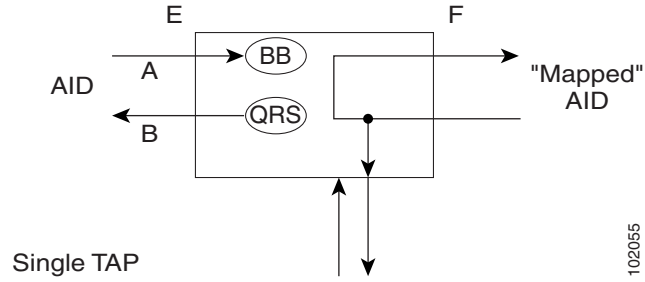 E
F
A
BB
AID
"Mapped"
AID
QRS
B
Single TAP
102055